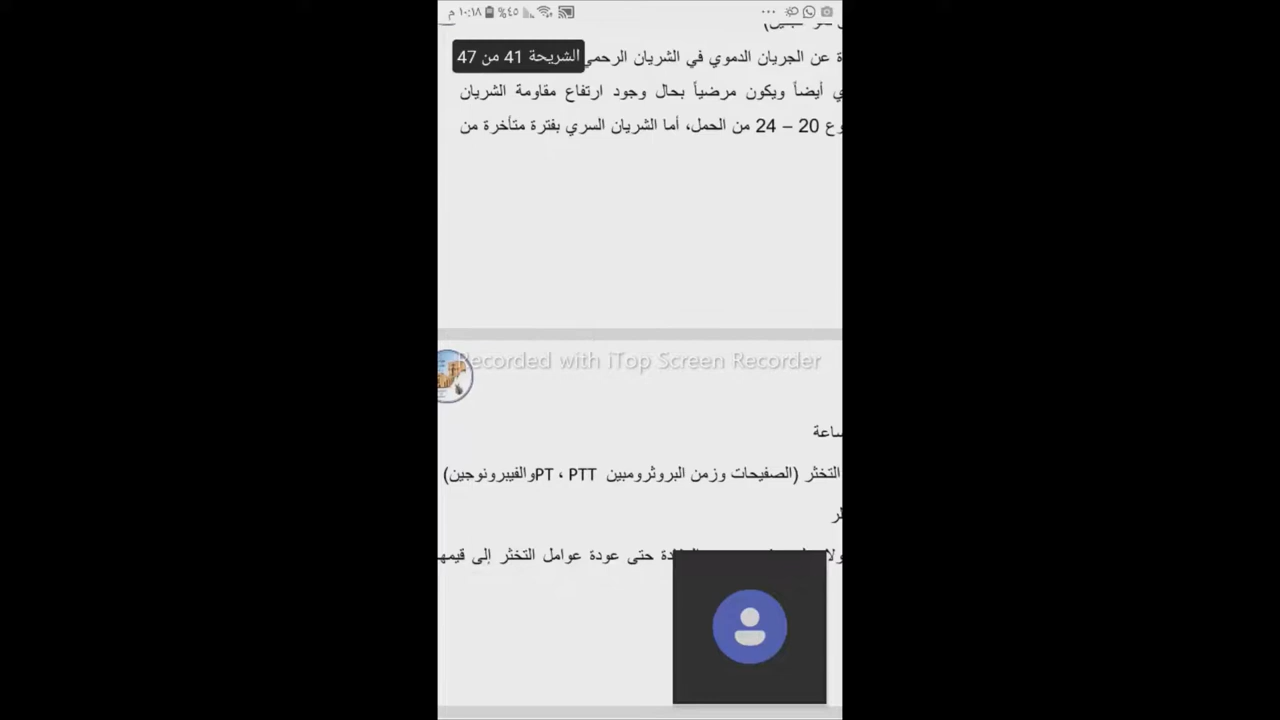 ١٠:١٨ م ٤٥% ...
ة عن الجريان الدموي في الشريان الرحمي
الشريحة 41 من 47
ي أيضاً ويكون مرضياً بحال وجود ارتفاع مقاومة الشريان
وع 20 – 24 من الحمل، أما الشريان السري بفترة متأخرة من
Recorded with iTop Screen Recorder
ساعة
التخثر (الصفيحات وزمن البروثرومبين PT ، PTT والفيبرونوجين)
حتى عودة عوامل التخثر إلى قيمها